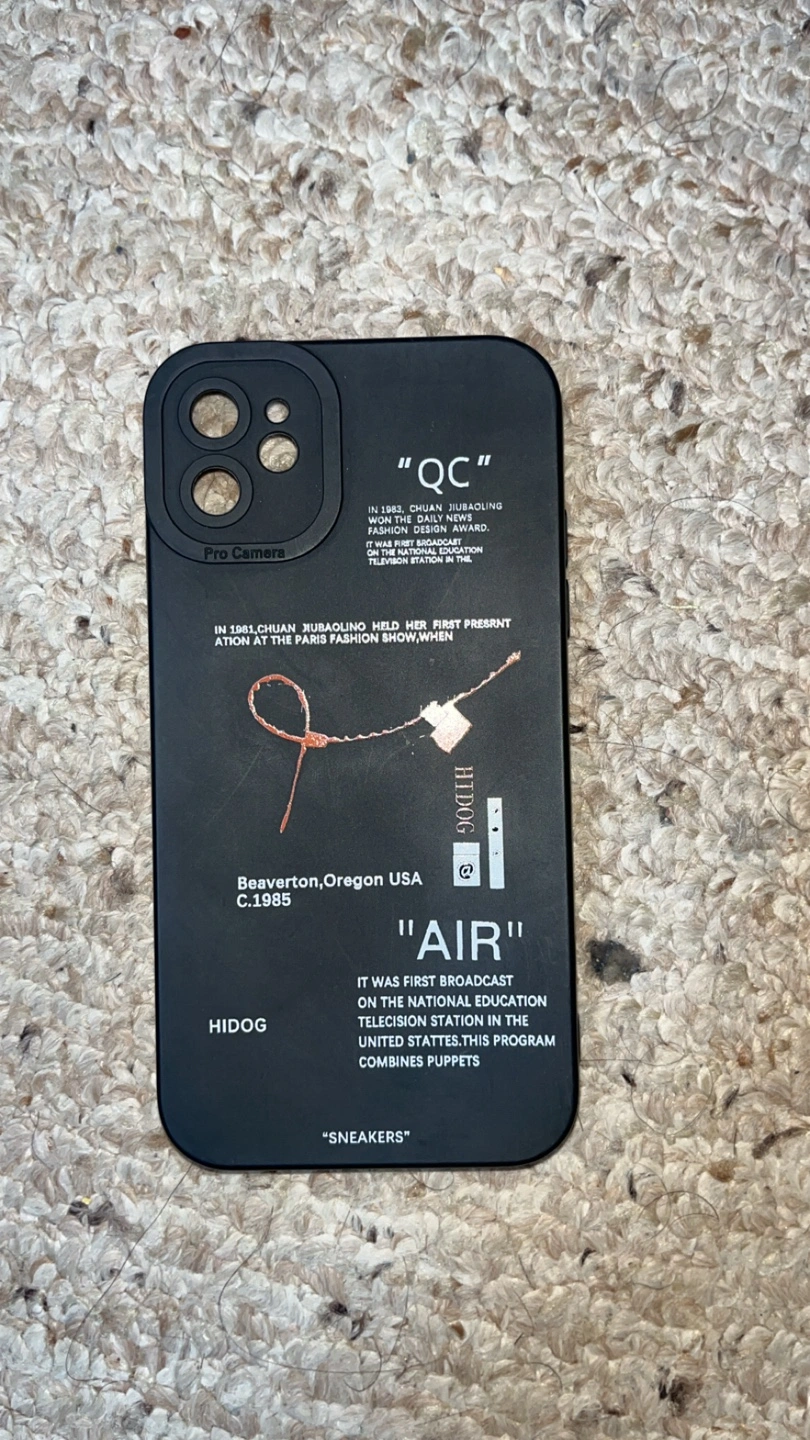 Pro Camera
"QC"
IN 1983, CHUAN JIUBAOLING
WON THE DAILY NEWS
FASHION DESIGN AWARD.
IT WAS FIRST BROADCAST
ON THE NATIONAL EDUCATION
TELEVISON STATION IN THE.
IN 1981,CHUAN JIUBAOLINO HELD HER FIRST PRESRNT
ATION AT THE PARIS FASHION SHOW,WHEN
HIDOG
@
Beaverton,Oregon USA
C.1985
"AIR"
IT WAS FIRST BROADCAST
ON THE NATIONAL EDUCATION
TELECISION STATION IN THE
UNITED STATTES.THIS PROGRAM
COMBINES PUPPETS
HIDOG
"SNEAKERS"